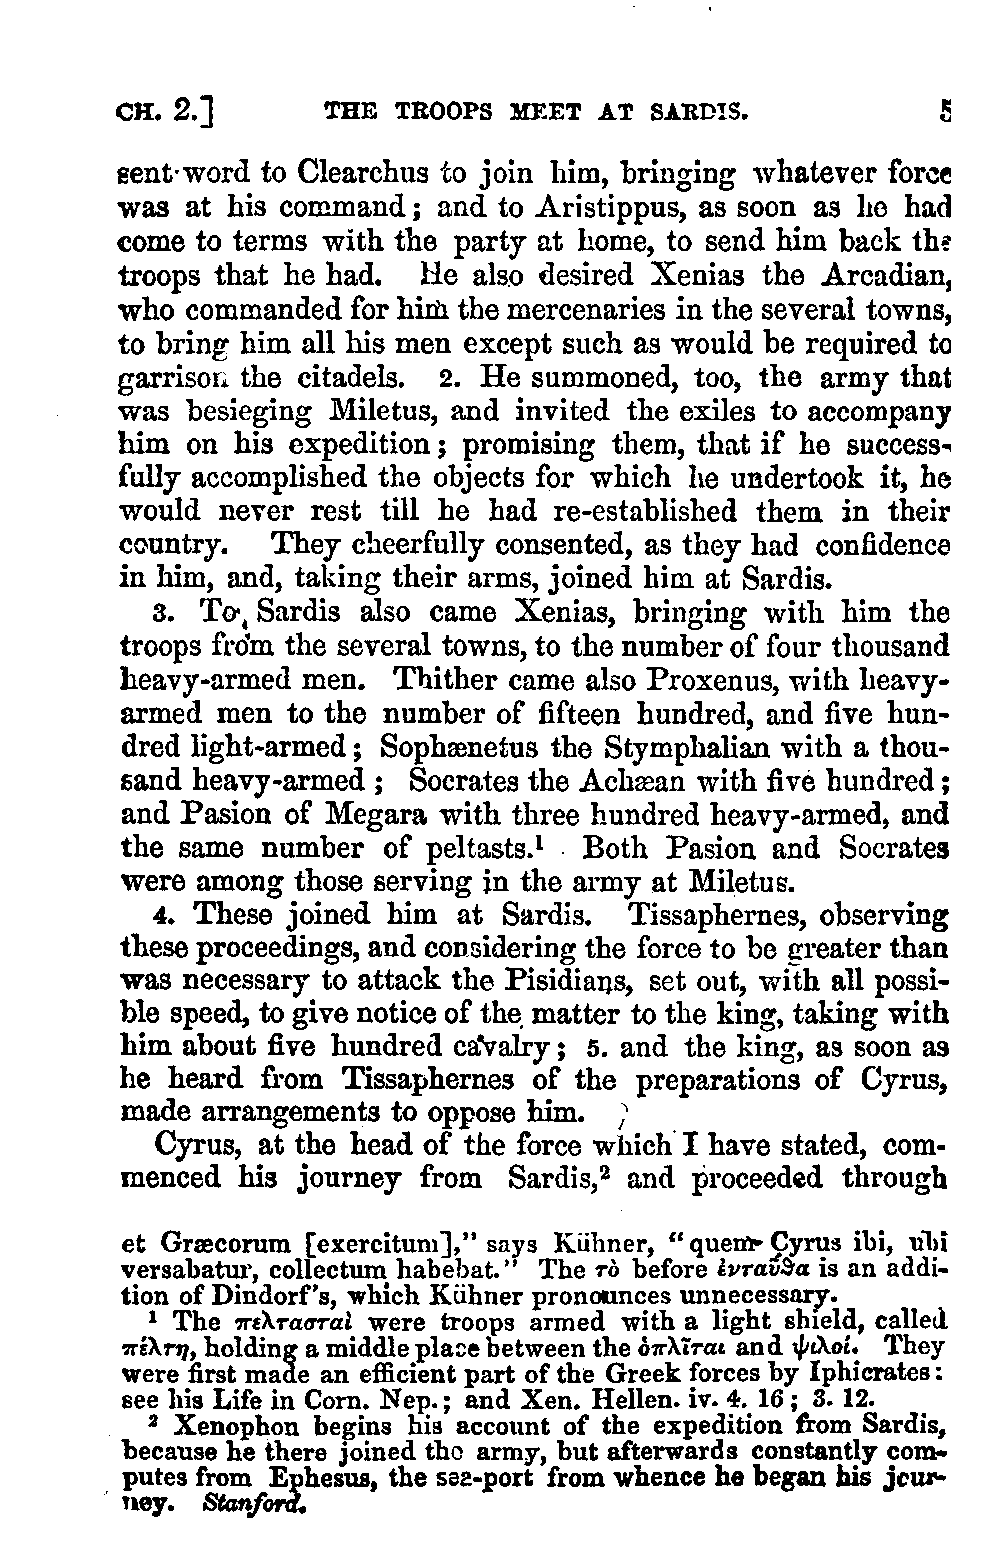 CH. 2.] THE TROOPS MEET AT SARDIS. 5
sent word to Clearchus to join him, bringing whatever force
was at his command; and to Aristippus, as soon as he had
come to terms with the party at home, to send him back the
troops that he had. He also desired Xenias the Arcadian,
who commanded for him the mercenaries in the several towns,
to bring him all his men except such as would be required to
garrison the citadels. 2. He summoned, too, the army that
was besieging Miletus, and invited the exiles to accompany
him on his expedition; promising them, that if he success-
fully accomplished the objects for which he undertook it, he
would never rest till he had re-established them in their
country. They cheerfully consented, as they had confidence
in him, and, taking their arms, joined him at Sardis.
3. To Sardis also came Xenias, bringing with him the
troops from the several towns, to the number of four thousand
heavy-armed men. Thither came also Proxenus, with heavy-
armed men to the number of fifteen hundred, and five hun-
dred light-armed; Sophænetus the Stymphalian with a thou-
sand heavy-armed; Socrates the Achæan with five hundred;
and Pasion of Megara with three hundred heavy-armed, and
the same number of peltasts.¹ Both Pasion and Socrates
were among those serving in the army at Miletus.
4. These joined him at Sardis. Tissaphernes, observing
these proceedings, and considering the force to be greater than
was necessary to attack the Pisidians, set out, with all possi-
ble speed, to give notice of the matter to the king, taking with
him about five hundred cavalry; 5. and the king, as soon as
he heard from Tissaphernes of the preparations of Cyrus,
made arrangements to oppose him.
Cyrus, at the head of the force which I have stated, com-
menced his journey from Sardis,² and proceeded through
et Græcorum [exercitum]," says Kühner, "quem Cyrus ibi, ubi
versabatur, collectum habebat." The τὸ before ἐνταῦϑα is an addi-
tion of Dindorf's, which Kühner pronounces unnecessary.
¹ The πελτασταὶ were troops armed with a light shield, called
πέλτη, holding a middle place between the ὁπλῖται and ψιλοί. They
were first made an efficient part of the Greek forces by Iphicrates:
see his Life in Corn. Nep.; and Xen. Hellen. iv. 4. 16; 3. 12.
² Xenophon begins his account of the expedition from Sardis,
because he there joined the army, but afterwards constantly com-
putes from Ephesus, the sea-port from whence he began his jour-
ney. Stanford.